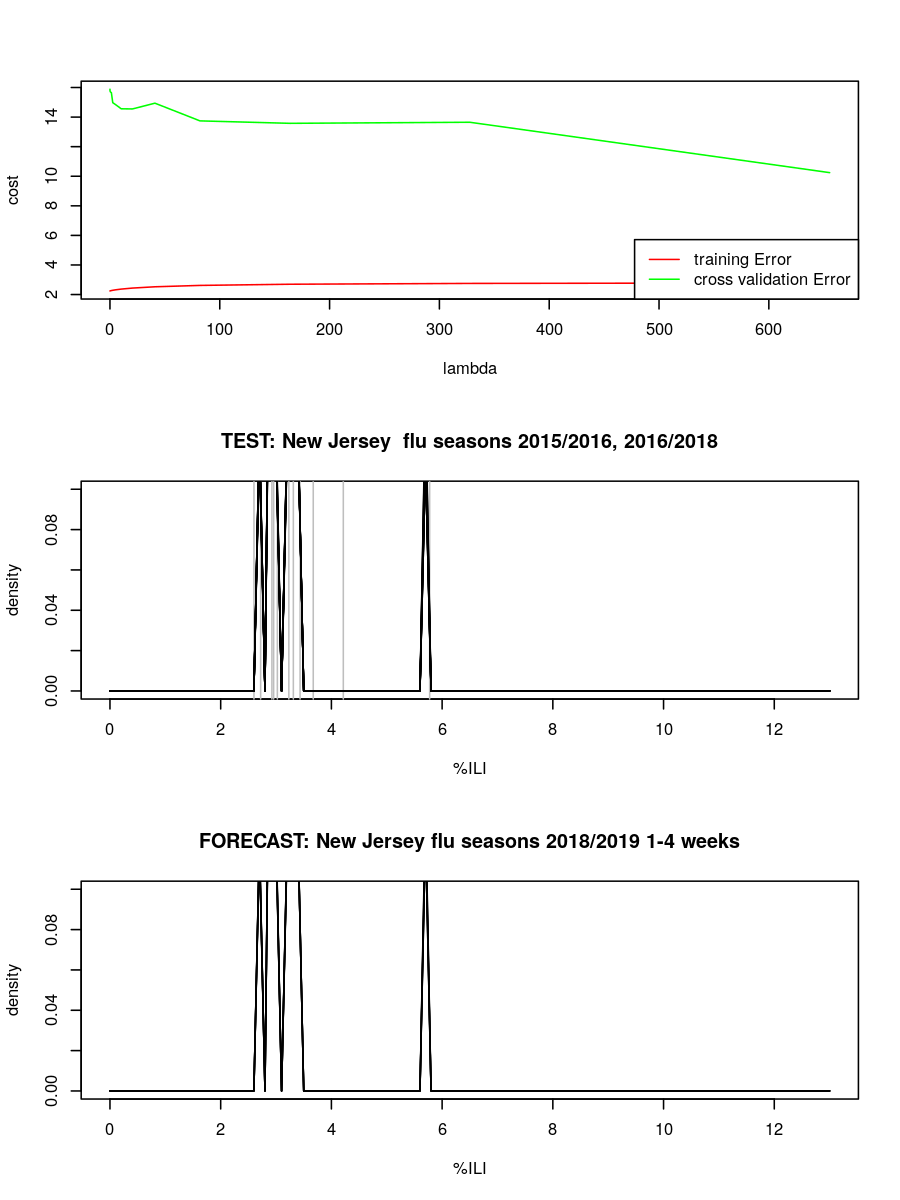 14
10
8
6
4
2
cost
training Error
cross validation Error
0 100 200 300 400 500 600
lambda
TEST: New Jersey  flu seasons 2015/2016, 2016/2018
0.08
0.04
0.00
density
0 2 4 6 8 10 12
%ILI
FORECAST: New Jersey flu seasons 2018/2019 1-4 weeks
0.08
0.04
0.00
density
0 2 4 6 8 10 12
%ILI